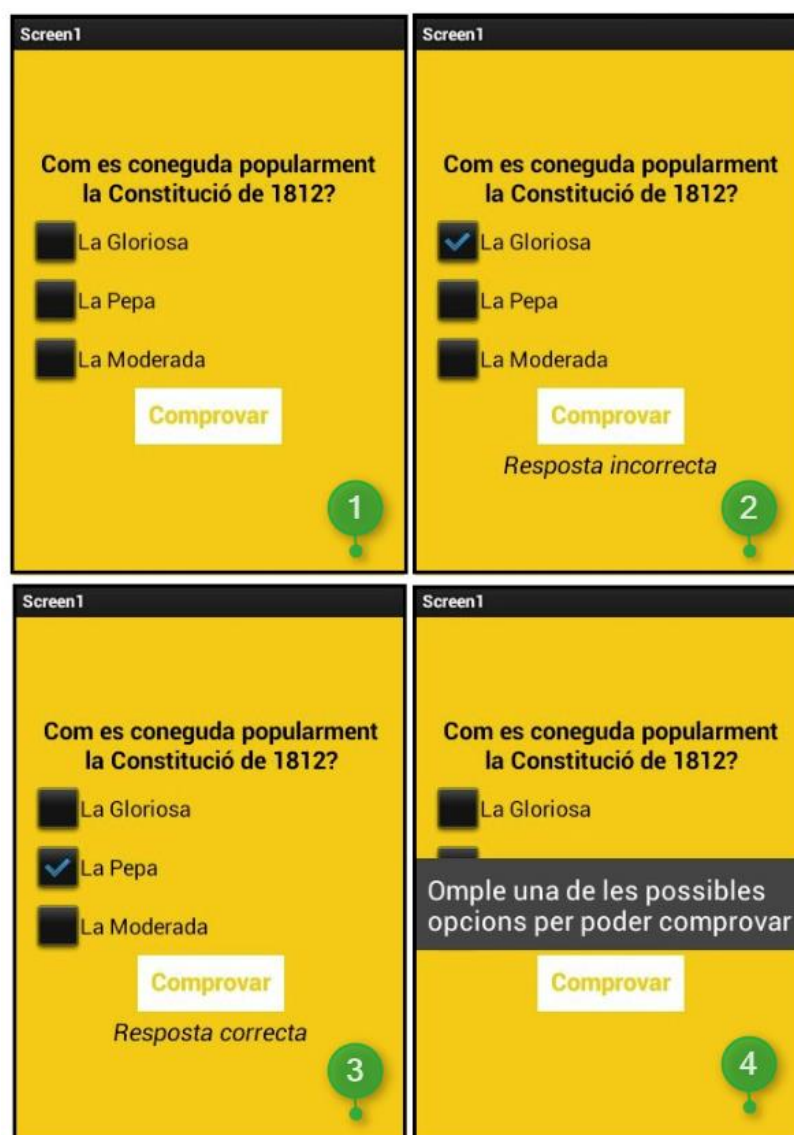 Screen1
Com es coneguda popularment
la Constitució de 1812?
La Gloriosa
La Pepa
La Moderada
Comprovar
1
Screen1
Com es coneguda popularment
la Constitució de 1812?
La Gloriosa
La Pepa
La Moderada
Comprovar
Resposta incorrecta
2
Screen1
Com es coneguda popularment
la Constitució de 1812?
La Gloriosa
La Pepa
La Moderada
Comprovar
Resposta correcta
3
Screen1
Com es coneguda popularment
la Constitució de 1812?
La Gloriosa
Omple una de les possibles
opcions per poder comprovar
Comprovar
4